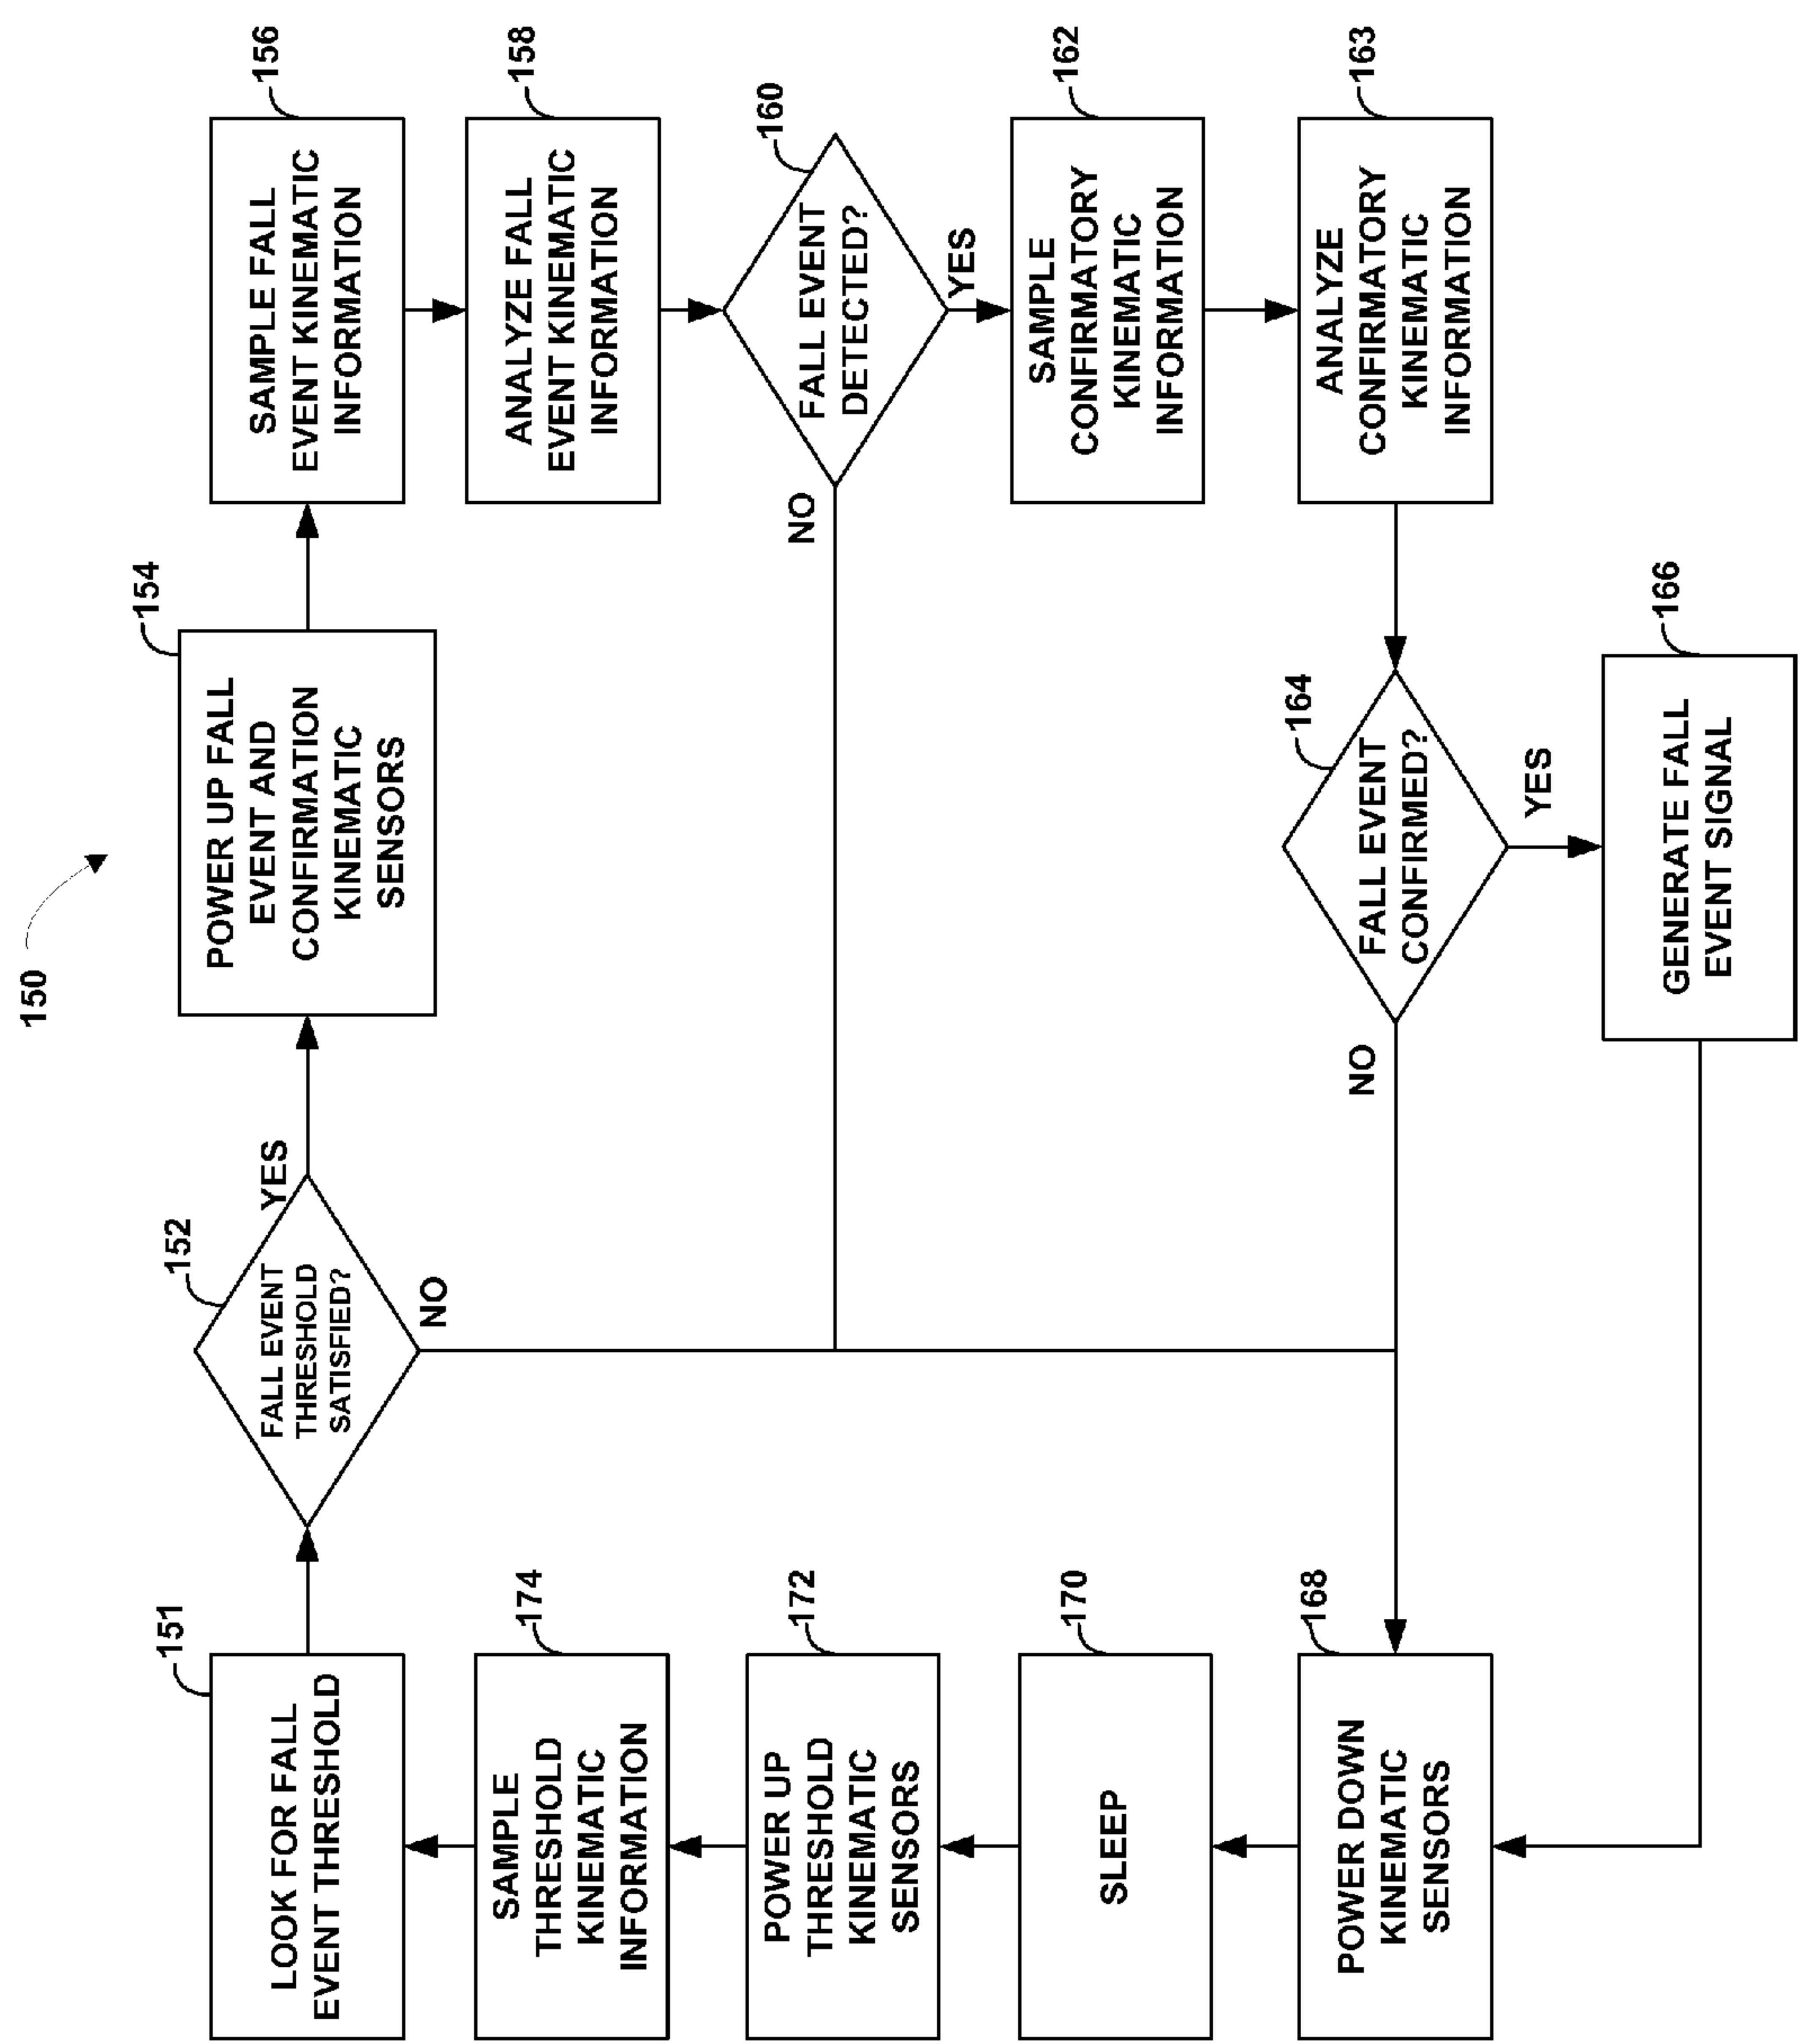 150
151
LOOK FOR FALL
EVENT THRESHOLD
152
FALL EVENT
THRESHOLD
SATISFIED?
YES
NO
154
POWER UP FALL
EVENT AND
CONFIRMATION
KINEMATIC
SENSORS
156
SAMPLE FALL
EVENT KINEMATIC
INFORMATION
158
ANALYZE FALL
EVENT KINEMATIC
INFORMATION
160
FALL EVENT
DETECTED?
NO
YES
162
SAMPLE
CONFIRMATORY
KINEMATIC
INFORMATION
163
ANALYZE
CONFIRMATORY
KINEMATIC
INFORMATION
164
FALL EVENT
CONFIRMED?
NO
YES
166
GENERATE FALL
EVENT SIGNAL
168
POWER DOWN
KINEMATIC
SENSORS
170
SLEEP
172
POWER UP
THRESHOLD
KINEMATIC
SENSORS
174
SAMPLE
THRESHOLD
KINEMATIC
INFORMATION